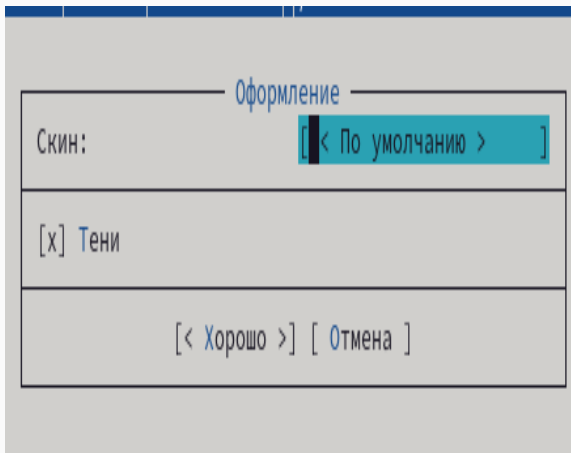 Оформление
Скин: [< По умолчанию > ]
[x] Тени
[< Хорошо >] [ Отмена ]